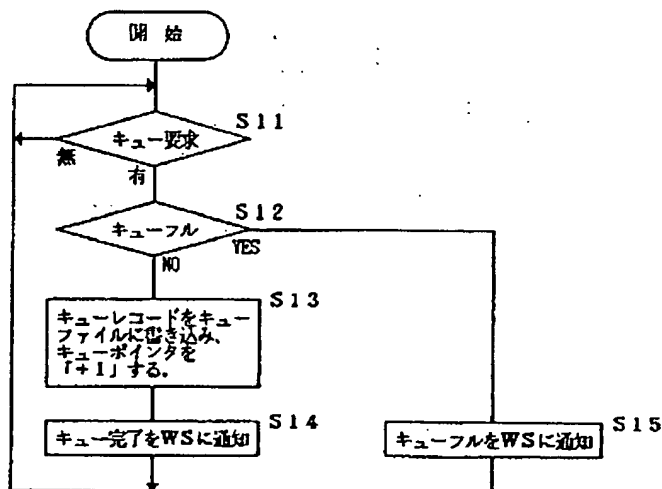 開 始
S11
キュー要求
無
有
S12
キューフル
YES
NO
S13
キューレコードをキュー
ファイルに書き込み、
キューポインタを
「+1」する。
S14
キュー完了をWSに通知
S15
キューフルをWSに通知